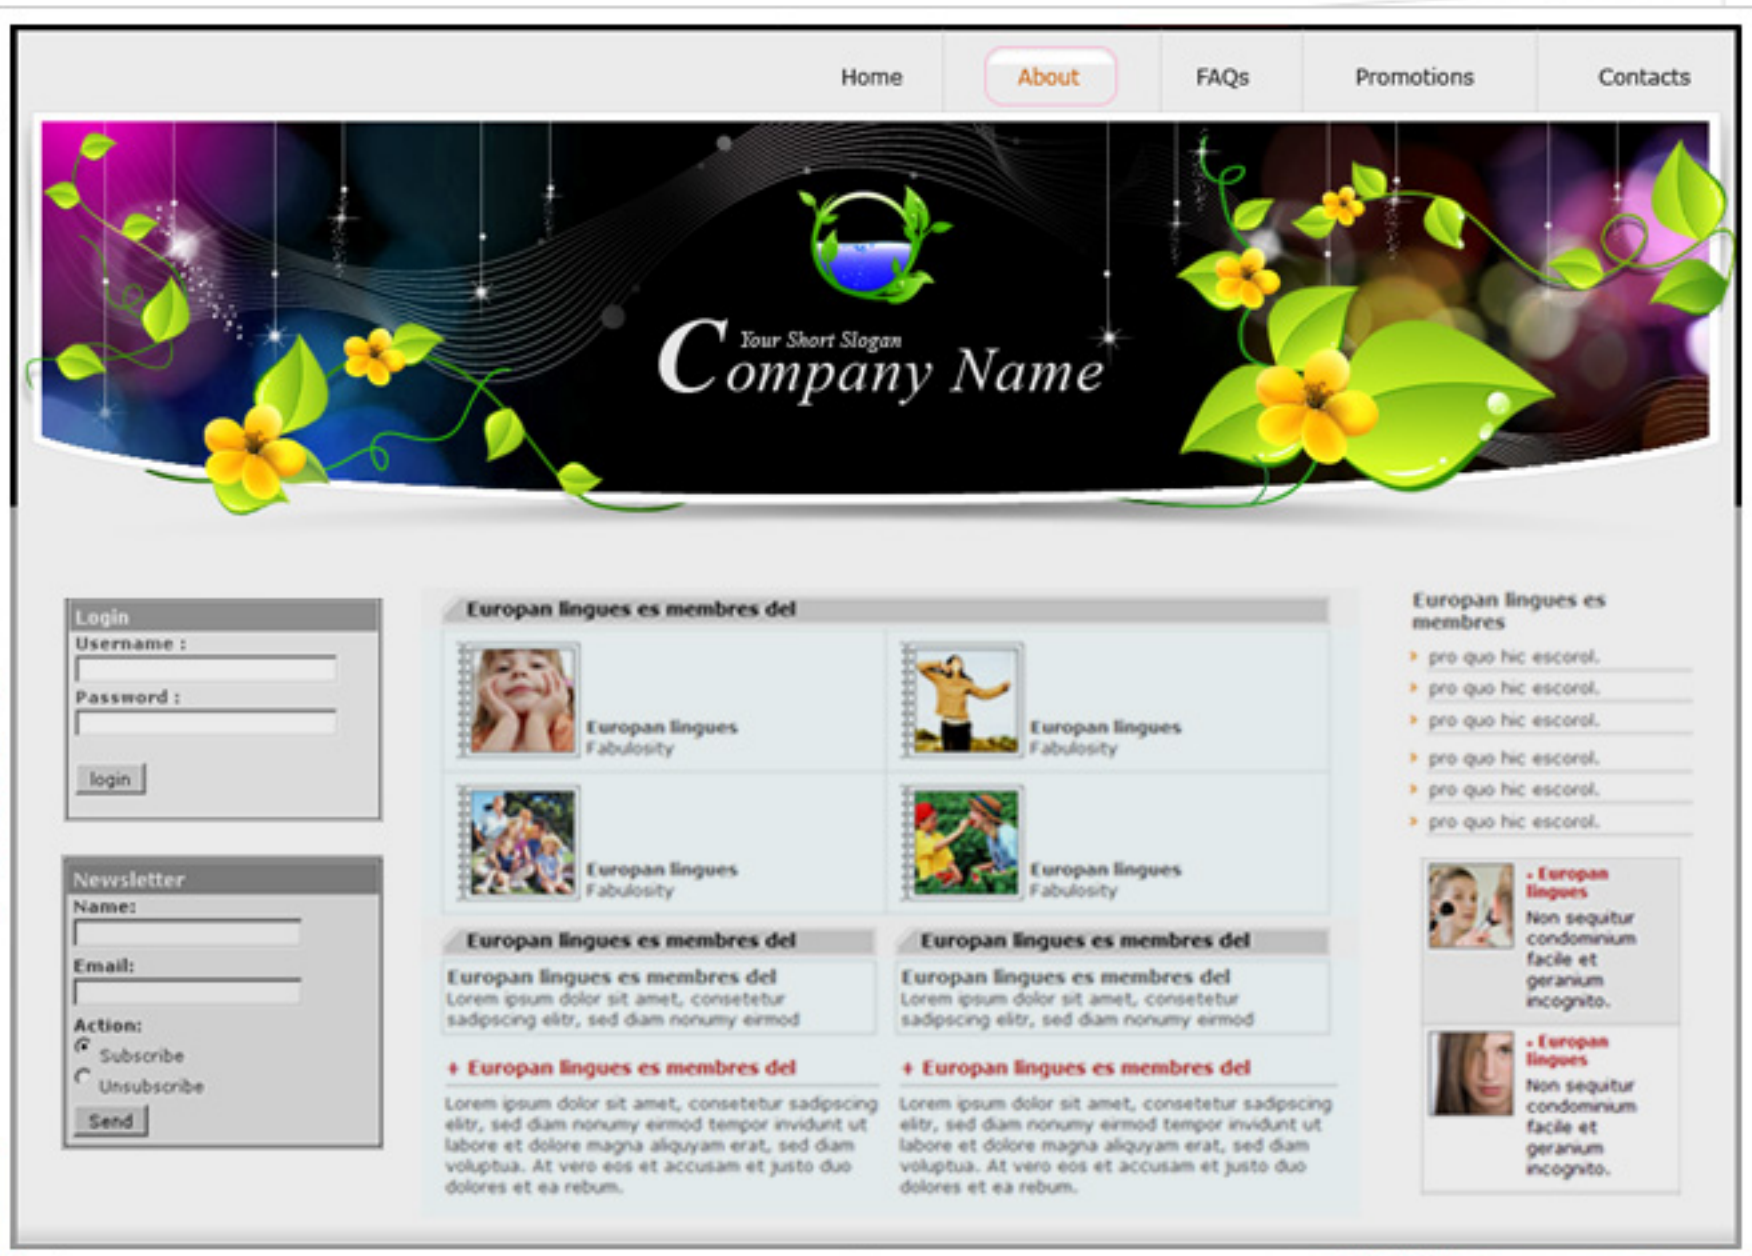 Home
About
FAQs
Promotions
Contacts
Your Short Slogan
Company Name
Login
Username :
Password :
login
Newsletter
Name:
Email:
Action:
Subscribe
Unsubscribe
Send
Europan lingues es membres del
Europan lingues
Fabulosity
Europan lingues
Fabulosity
Europan lingues
Fabulosity
Europan lingues
Fabulosity
Europan lingues es membres del
Europan lingues es membres del
Lorem ipsum dolor sit amet, consetetur
sadipscing elitr, sed diam nonumy eirmod
+ Europan lingues es membres del
Lorem ipsum dolor sit amet, consetetur sadipscing
elitr, sed diam nonumy eirmod tempor invidunt ut
labore et dolore magna aliquyam erat, sed diam
voluptua. At vero eos et accusam et justo duo
dolores et ea rebum.
Europan lingues es membres del
Europan lingues es membres del
Lorem ipsum dolor sit amet, consetetur
sadipscing elitr, sed diam nonumy eirmod
+ Europan lingues es membres del
Lorem ipsum dolor sit amet, consetetur sadipscing
elitr, sed diam nonumy eirmod tempor invidunt ut
labore et dolore magna aliquyam erat, sed diam
voluptua. At vero eos et accusam et justo duo
dolores et ea rebum.
Europan lingues es
membres
pro quo hic escorol.
pro quo hic escorol.
pro quo hic escorol.
pro quo hic escorol.
pro quo hic escorol.
pro quo hic escorol.
Europan
lingues
Non sequitur
condominium
facile et
geranium
incognito.
Europan
lingues
Non sequitur
condominium
facile et
geranium
incognito.